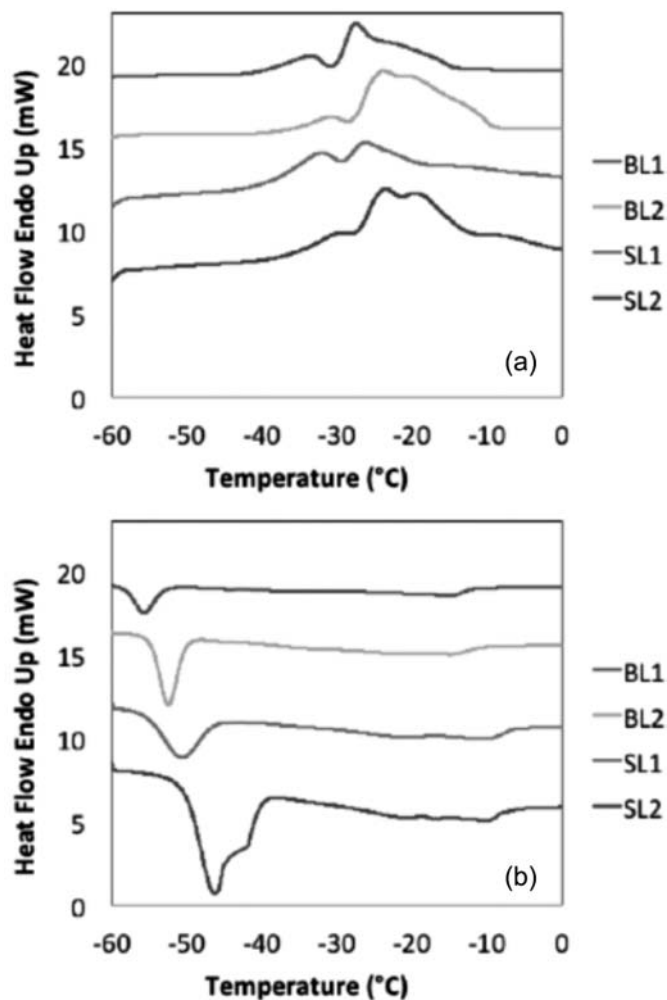 Heat Flow Endo Up (mW)
20
15
10
5
0
-60 -50 -40 -30 -20 -10 0
Temperature (°C)
(a)
BL1
BL2
SL1
SL2
Heat Flow Endo Up (mW)
20
15
10
5
0
-60 -50 -40 -30 -20 -10 0
Temperature (°C)
(b)
BL1
BL2
SL1
SL2